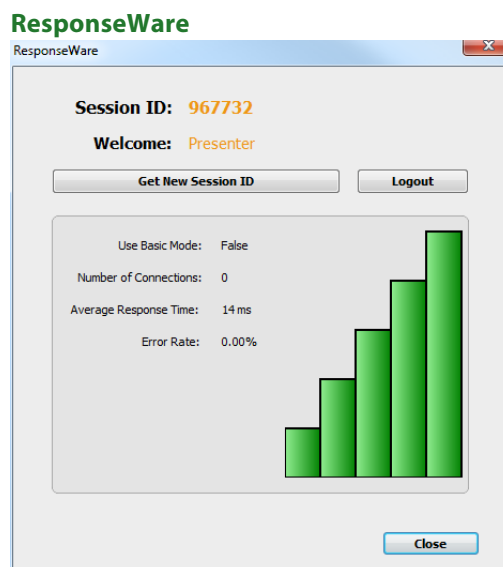 ResponseWare
ResponseWare
X
Session ID: 967732
Welcome: Presenter
Get New Session ID Logout
Use Basic Mode: False
Number of Connections: 0
Average Response Time: 14 ms
Error Rate: 0.00%
Close